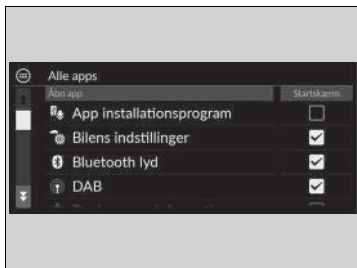 Alle apps
Åbn app Startskærm
App installationsprogram
Bilens indstillinger
Bluetooth lyd
DAB